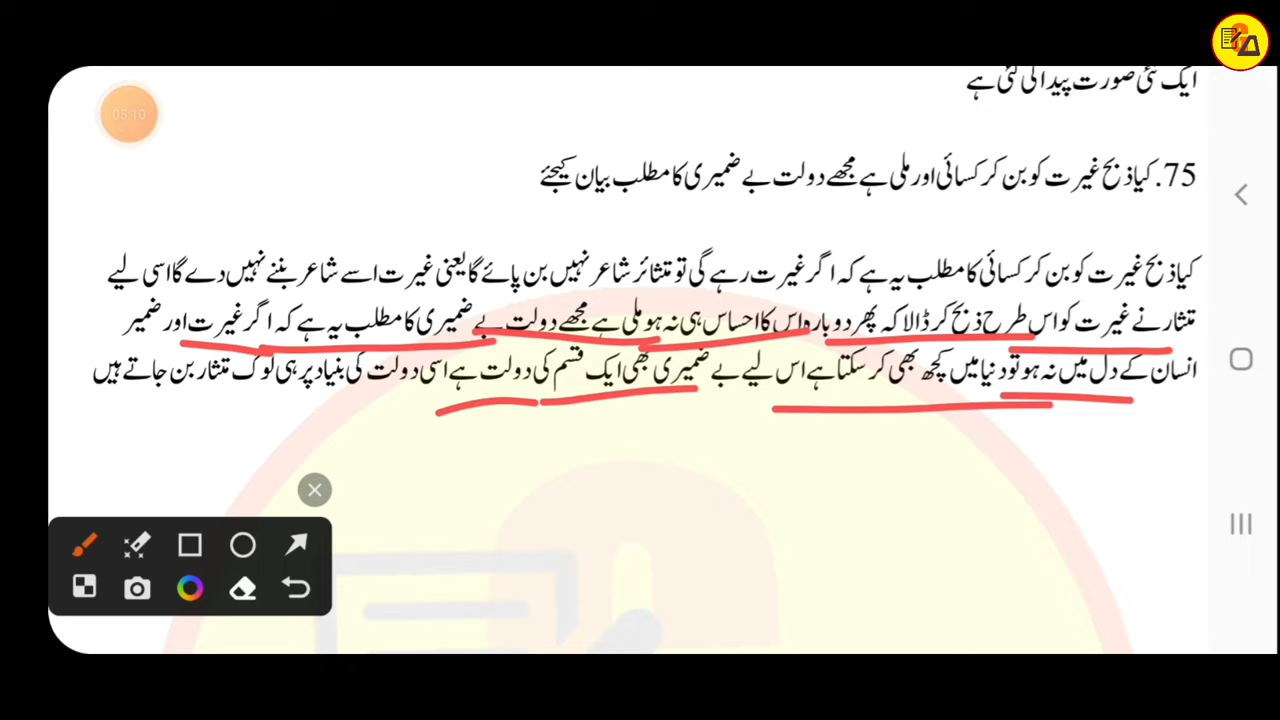 ایک نئی صورت پیدا کی گئی ہے
05:10
75. کیا ذبح غیرت کو بن کر کسائی اور ملی ہے مجھے دولت بے ضمیری کا مطلب بیان کیجئے
کیا ذبح غیرت کو بن کر کسائی کا مطلب یہ ہے کہ اگر غیرت رہے گی تو متشائر شاعر نہیں بن پائے گا یعنی غیرت اسے شاعر بننے نہیں دے گا اسی لیے
متشار نے غیرت کو اس طرح ذبح کر ڈالا کہ پھر دوبارہ اس کا احساس ہی نہ ہو ملی ہے مجھے دولت بے ضمیری کا مطلب یہ ہے کہ اگر غیرت اور ضمیر
انسان کے دل میں نہ ہو تو دنیا میں کچھ بھی کر سکتا ہے اس لیے بے ضمیری بھی ایک قسم کی دولت ہے اسی دولت کی بنیاد پر ہی لوگ متشار بن جاتے ہیں